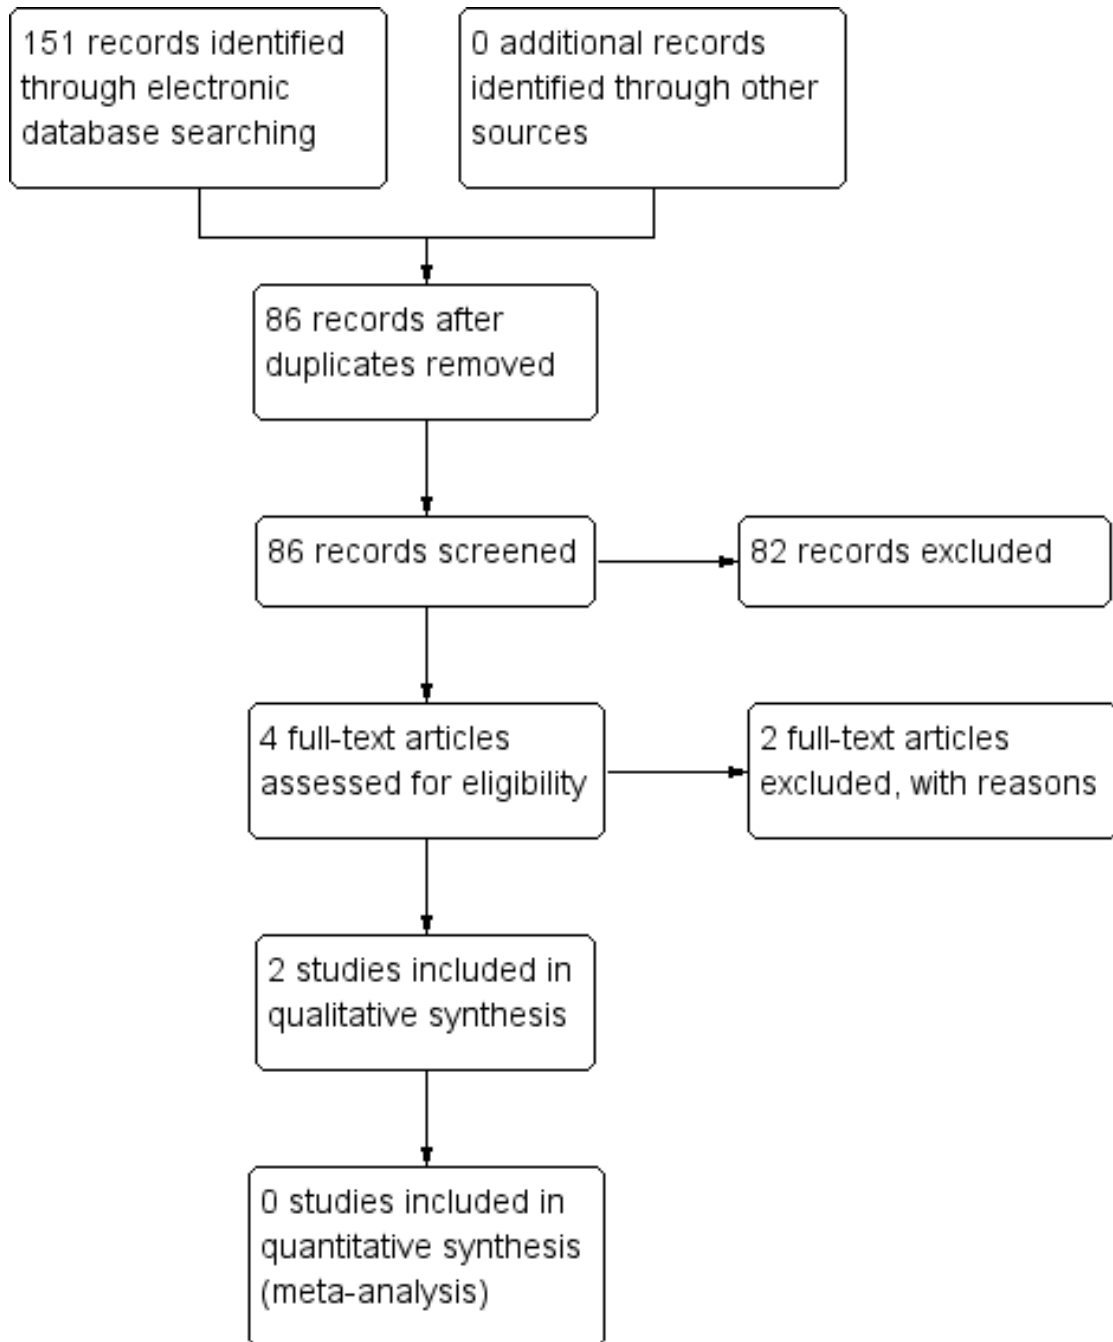 151 records identified
through electronic
database searching
0 additional records
identified through other
sources
86 records after
duplicates removed
86 records screened
82 records excluded
4 full-text articles
assessed for eligibility
2 full-text articles
excluded, with reasons
2 studies included in
qualitative synthesis
0 studies included in
quantitative synthesis
(meta-analysis)